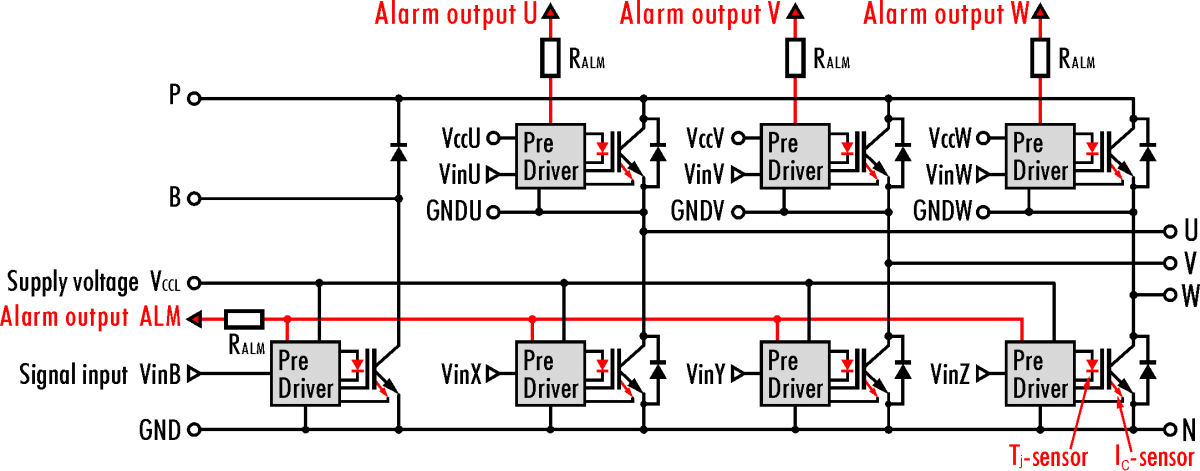 Alarm output U
Alarm output V
Alarm output W
RALM
RALM
RALM
P
VccU
Pre
Driver
VccV
Pre
Driver
VccW
Pre
Driver
VinU
VinV
VinW
B
GNDU
GNDV
GNDW
U
V
W
Supply voltage VCCL
Alarm output ALM
RALM
Pre
Driver
Pre
Driver
Pre
Driver
Pre
Driver
Signal input VinB
VinX
VinY
VinZ
GND
N
Tj-sensor
IC-sensor